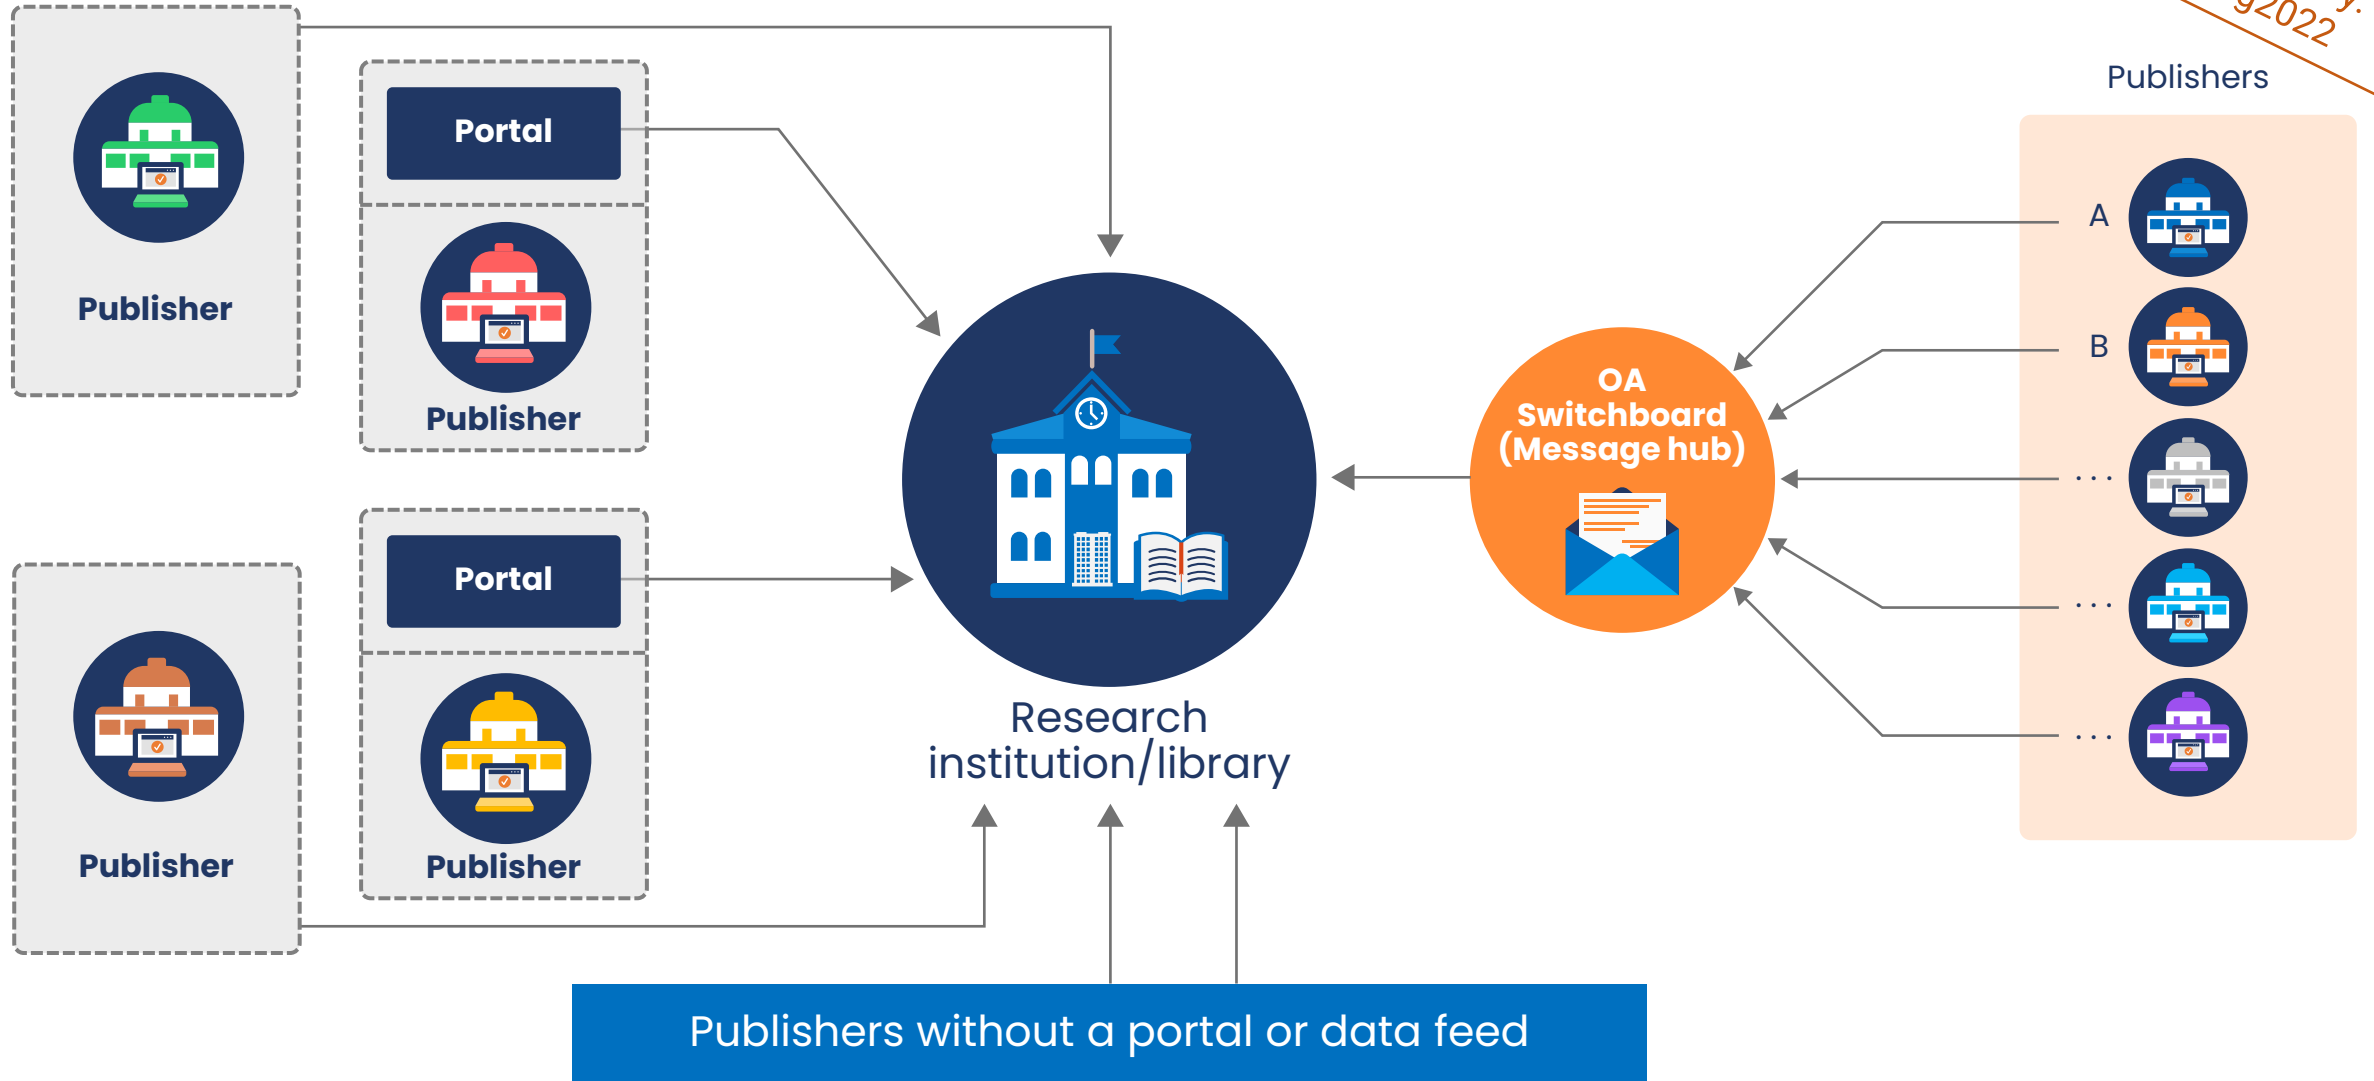 Publisher
Portal
Publisher
Portal
Publisher
Publisher
Research
institution/library
OA
Switchboard
(Message hub)
Publishers
A
B
...
...
...
Publishers without a portal or data feed